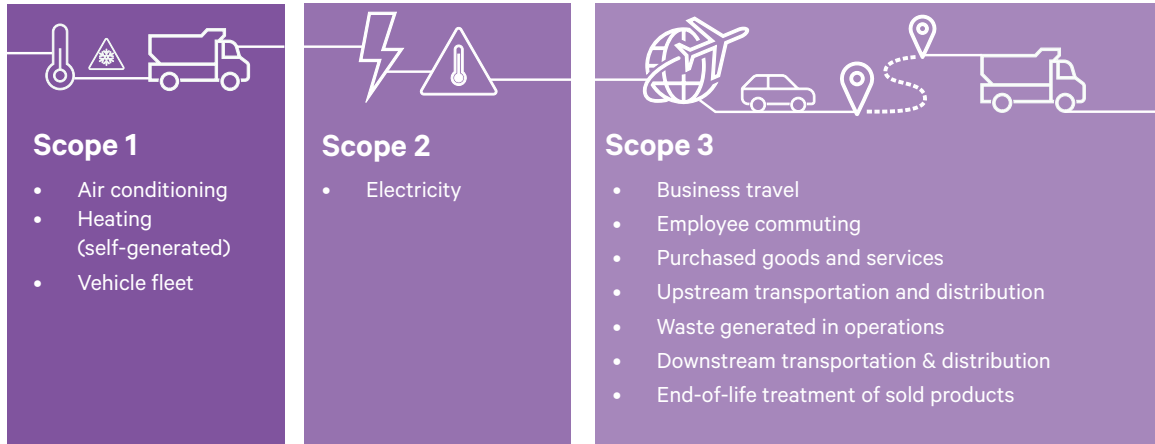 Scope 1
• Air conditioning
• Heating
(self-generated)
• Vehicle fleet
Scope 2
• Electricity
Scope 3
• Business travel
• Employee commuting
• Purchased goods and services
• Upstream transportation and distribution
• Waste generated in operations
• Downstream transportation & distribution
• End-of-life treatment of sold products